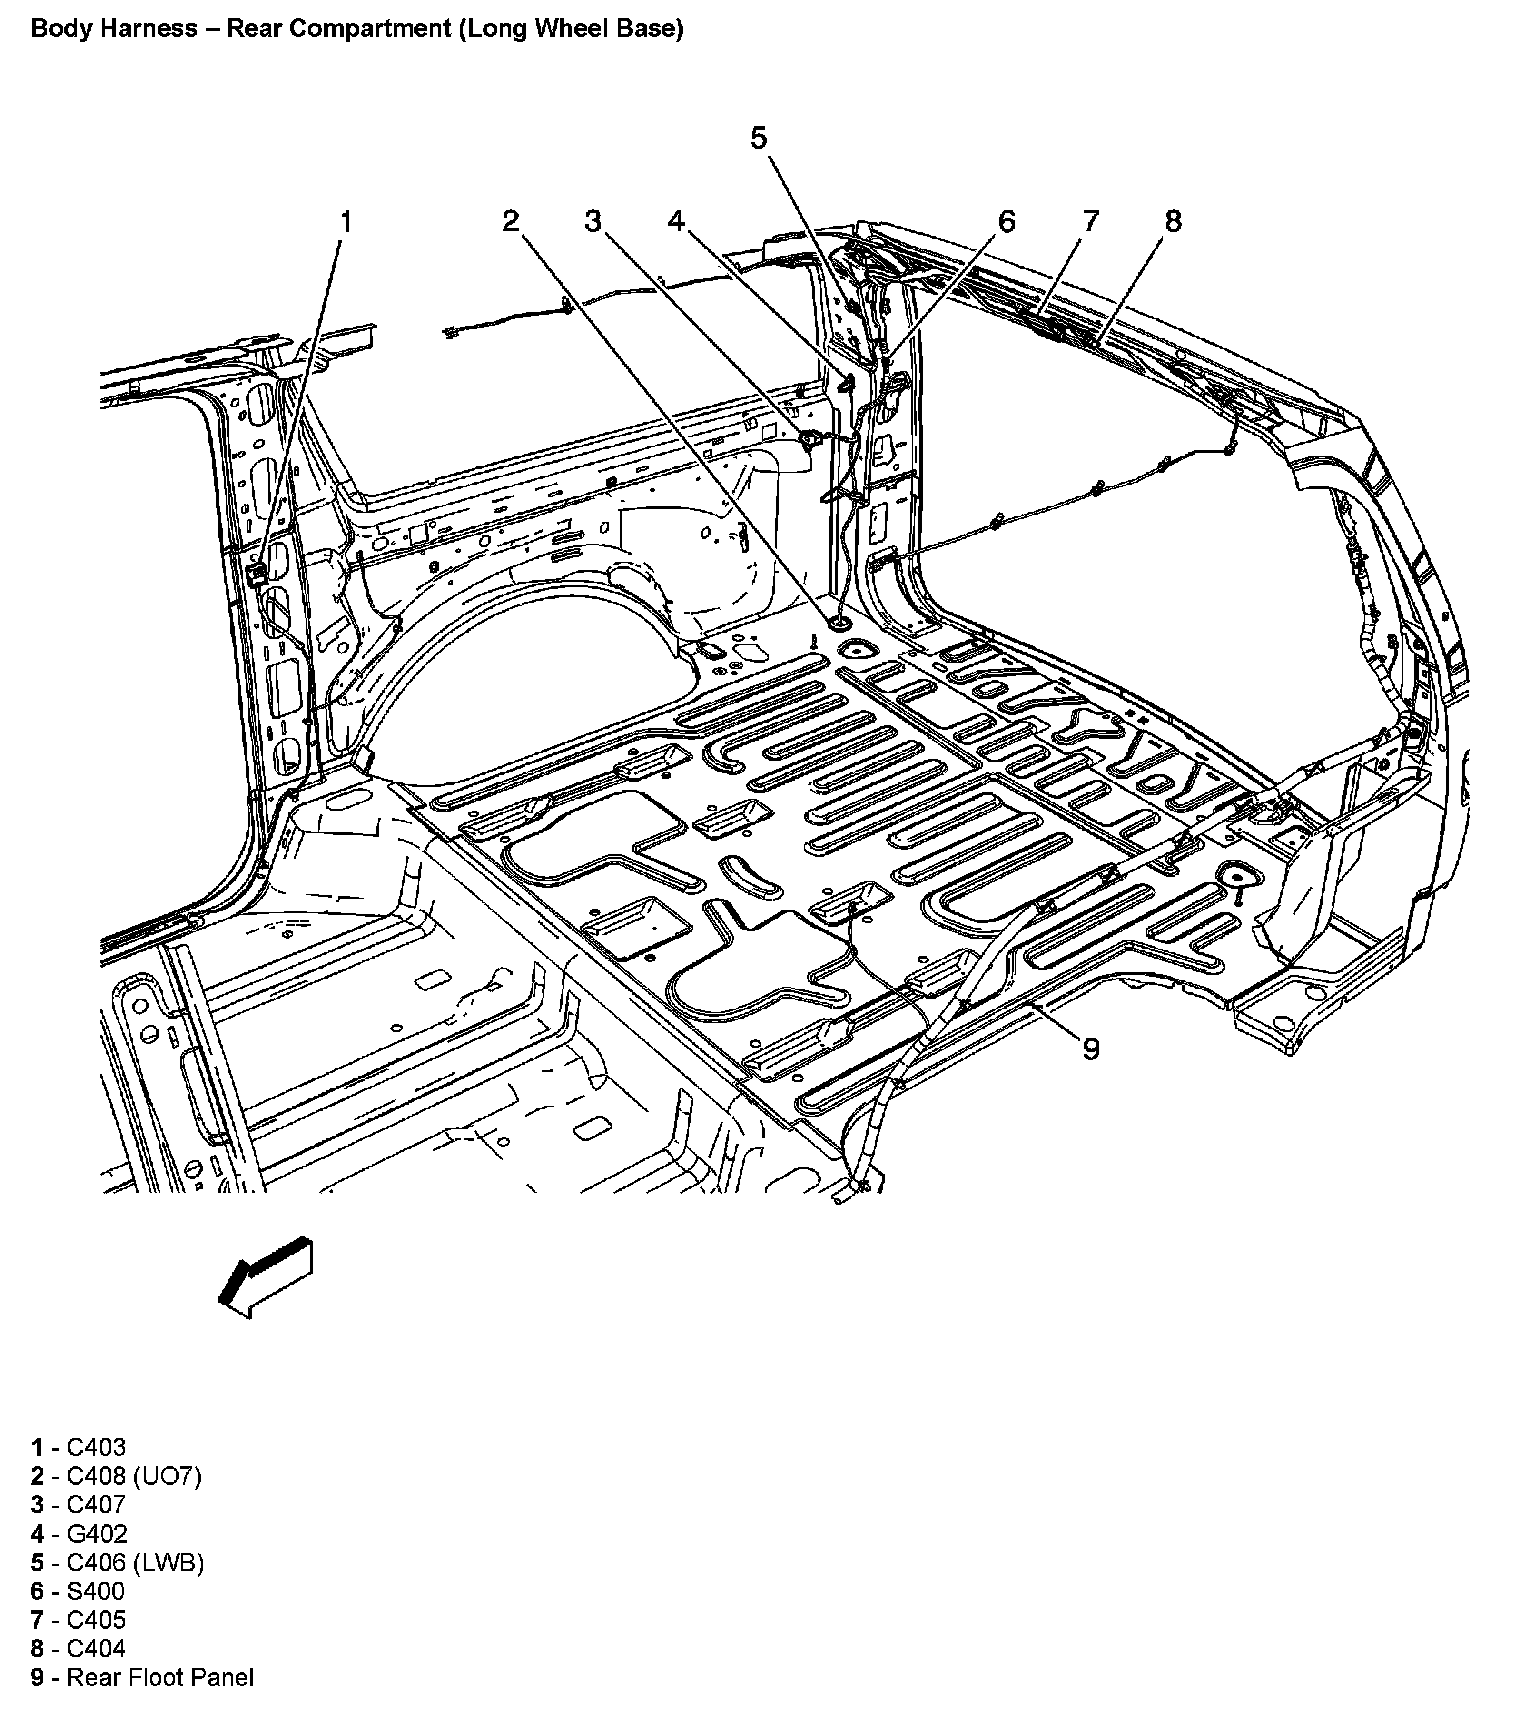 Body Harness – Rear Compartment (Long Wheel Base)
5
1 2 3 4 6 7 8
9
1 - C403
2 - C408 (UO7)
3 - C407
4 - G402
5 - C406 (LWB)
6 - S400
7 - C405
8 - C404
9 - Rear Floot Panel